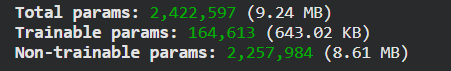 Total params: 2,422,597 (9.24 MB)
Trainable params: 164,613 (643.02 KB)
Non-trainable params: 2,257,984 (8.61 MB)